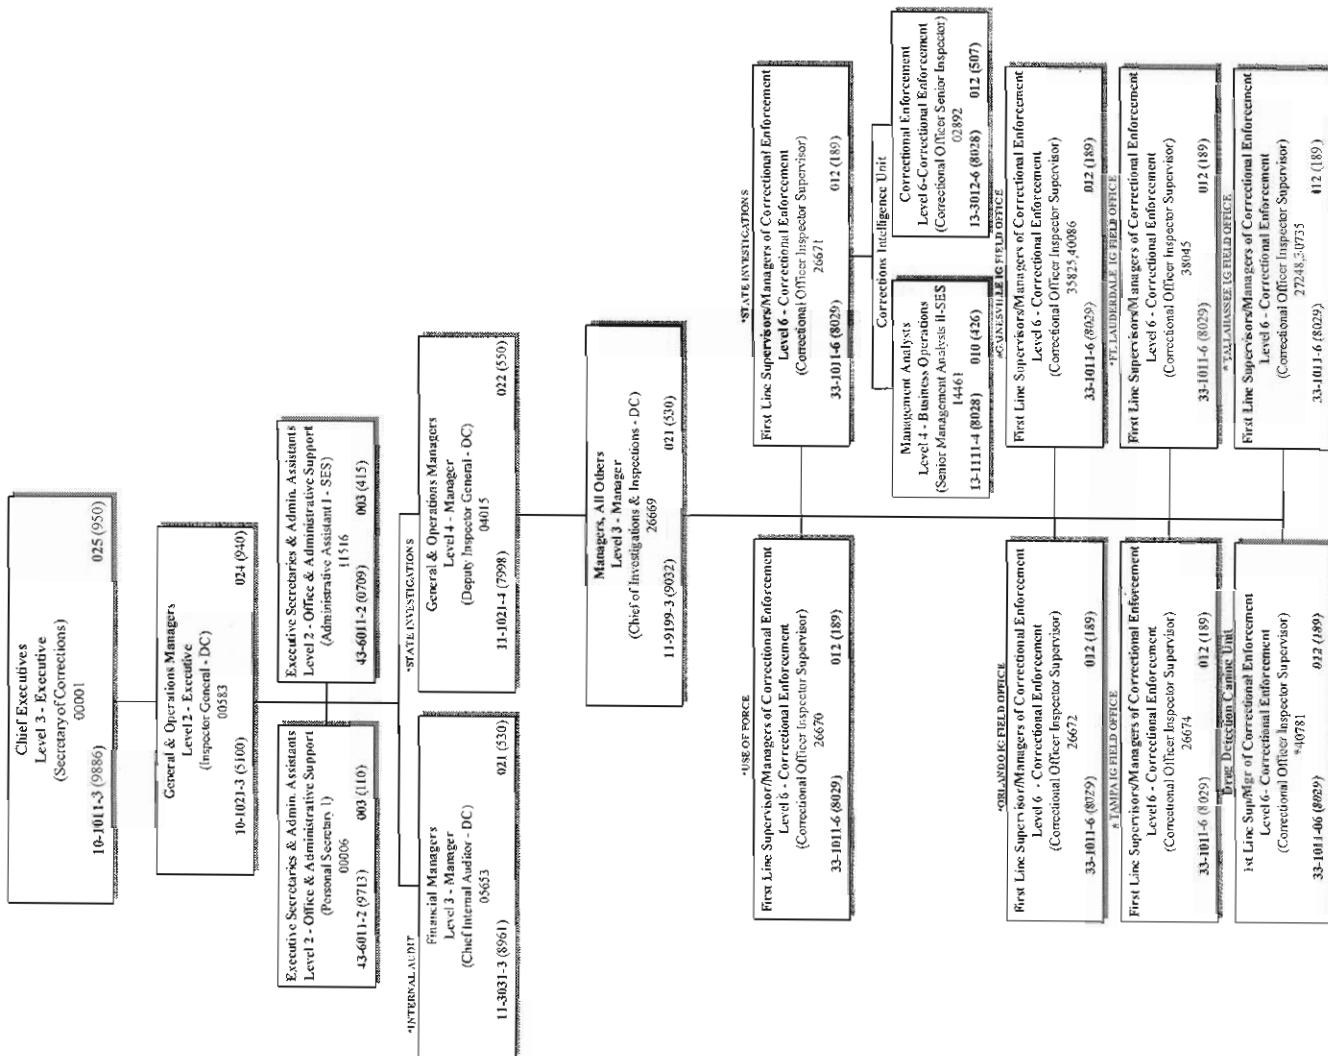 Chief Executives
Level 3 - Executive
(Secretary of Corrections)
00001
10-1011-3 (9886) 025 (950)
General & Operations Managers
Level 2 - Executive
(Inspector General - DC)
00583
10-1021-3 (5100) 024 (940)
Executive Secretaries & Admin. Assistants
Level 2 - Office & Administrative Support
(Personal Secretary I)
00006
43-6011-2 (9713) 003 (110)
Executive Secretaries & Admin. Assistants
Level 2 - Office & Administrative Support
(Administrative Assistant I - SES)
11516
43-6011-2 (0709) 003 (415)
*INTERNAL AUDIT
Financial Managers
Level 3 - Manager
(Chief Internal Auditor - DC)
05653
11-3031-3 (8961) 021 (530)
*STATE INVESTIGATIONS
General & Operations Managers
Level 4 - Manager
(Deputy Inspector General - DC)
04015
11-1021-4 (7998) 022 (550)
Managers, All Others
Level 3 - Manager
(Chief of Investigations & Inspections - DC)
26669
11-9199-3 (9032) 021 (530)
*USE OF FORCE
First Line Supervisor/Managers of Correctional Enforcement
Level 6 - Correctional Enforcement
(Correctional Officer Inspector Supervisor)
26670
33-1011-6 (8029) 012 (189)
*STATE INVESTIGATIONS
First Line Supervisors/Managers of Correctional Enforcement
Level 6 - Correctional Enforcement
(Correctional Officer Inspector Supervisor)
26671
33-1011-6 (8029) 012 (189)
Corrections Intelligence Unit
Management Analysts
Level 4 - Business Operations
(Senior Management Analyst II-SES
14461
13-1111-4 (8028) 010 (426)
Correctional Enforcement
Level 6-Correctional Enforcement
(Correctional Officer Senior Inspector)
02892
13-3012-6 (8028) 012 (507)
*ORLANDO IG FIELD OFFICE
First Line Supervisor/Managers of Correctional Enforcement
Level 6 - Correctional Enforcement
(Correctional Officer Inspector Supervisor)
26672
33-1011-6 (8029) 012 (189)
*GAINESVILLE IG FIELD OFFICE
First Line Supervisors/Managers of Correctional Enforcement
Level 6 - Correctional Enforcement
(Correctional Officer Inspector Supervisor)
35825,40086
33-1011-6 (8029) 012 (189)
* TAMPA IG FIELD OFFICE
First Line Supervisors/Managers of Correctional Enforcement
Level 6 - Correctional Enforcement
(Correctional Officer Inspector Supervisor)
26674
33-1011-6 (8029) 012 (189)
*FT. LAUDERDALE IG FIELD OFFICE
First Line Supervisors/Managers of Correctional Enforcement
Level 6 - Correctional Enforcement
(Correctional Officer Inspector Supervisor)
38045
33-1011-6 (8029) 012 (189)
Drug Detection Canine Unit
1st Line Sup/Mgr of Correctional Enforcement
Level 6- Correctional Enforcement
(Correctional Officer Inspector Supervisor)
*40781
33-1011-06 (8029) 012 (189)
* TALLAHASSEE IG FIELD OFFICE
First Line Supervisors/Managers of Correctional Enforcement
Level 6 - Correctional Enforcement
(Correctional Officer Inspector Supervisor)
27248,30735
33-1011-6 (8029) 012 (189)